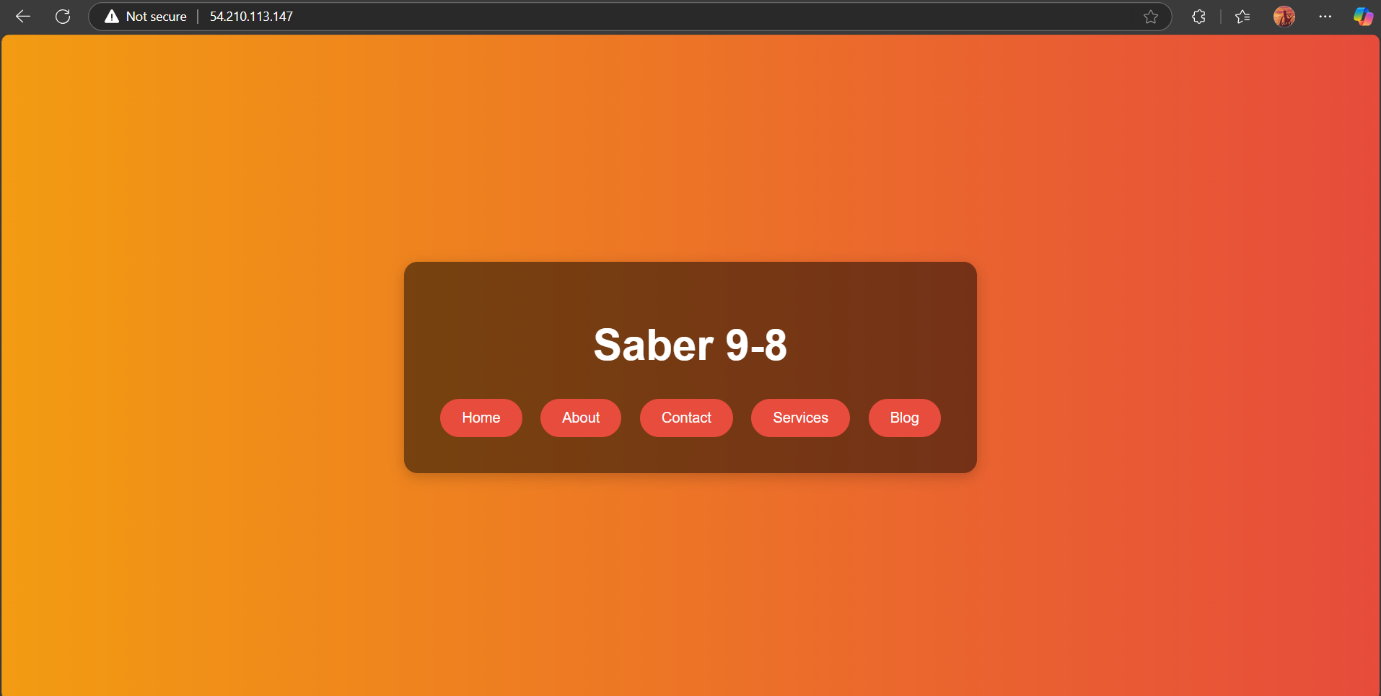 Not secure 54.210.113.147
Saber 9-8
Home About Contact Services Blog